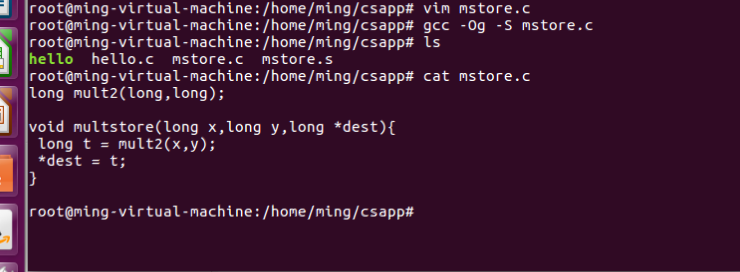 root@ming-virtual-machine:/home/ming/csapp# vim mstore.c
root@ming-virtual-machine:/home/ming/csapp# gcc -Og -S mstore.c
root@ming-virtual-machine:/home/ming/csapp# ls
hello  hello.c  mstore.c  mstore.s
root@ming-virtual-machine:/home/ming/csapp# cat mstore.c
long mult2(long,long);

void multstore(long x,long y,long *dest){
 long t = mult2(x,y);
 *dest = t;
}

root@ming-virtual-machine:/home/ming/csapp#